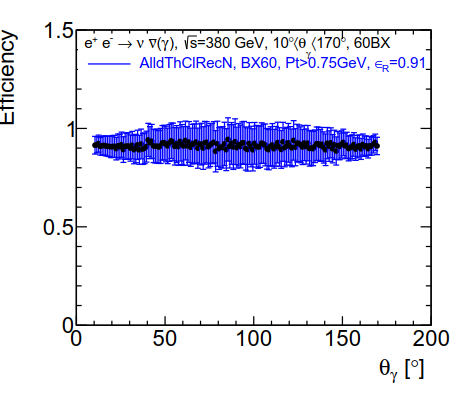 1.5
e⁺ e⁻ → ν ν̄(γ), √s=380 GeV, 10°⟨θγ⟨170°, 60BX
AlldThClRecN, BX60, Pt>0.75GeV, ϵR=0.91
Efficiency
1
0.5
0
0 50 100 150 200
θγ [°]